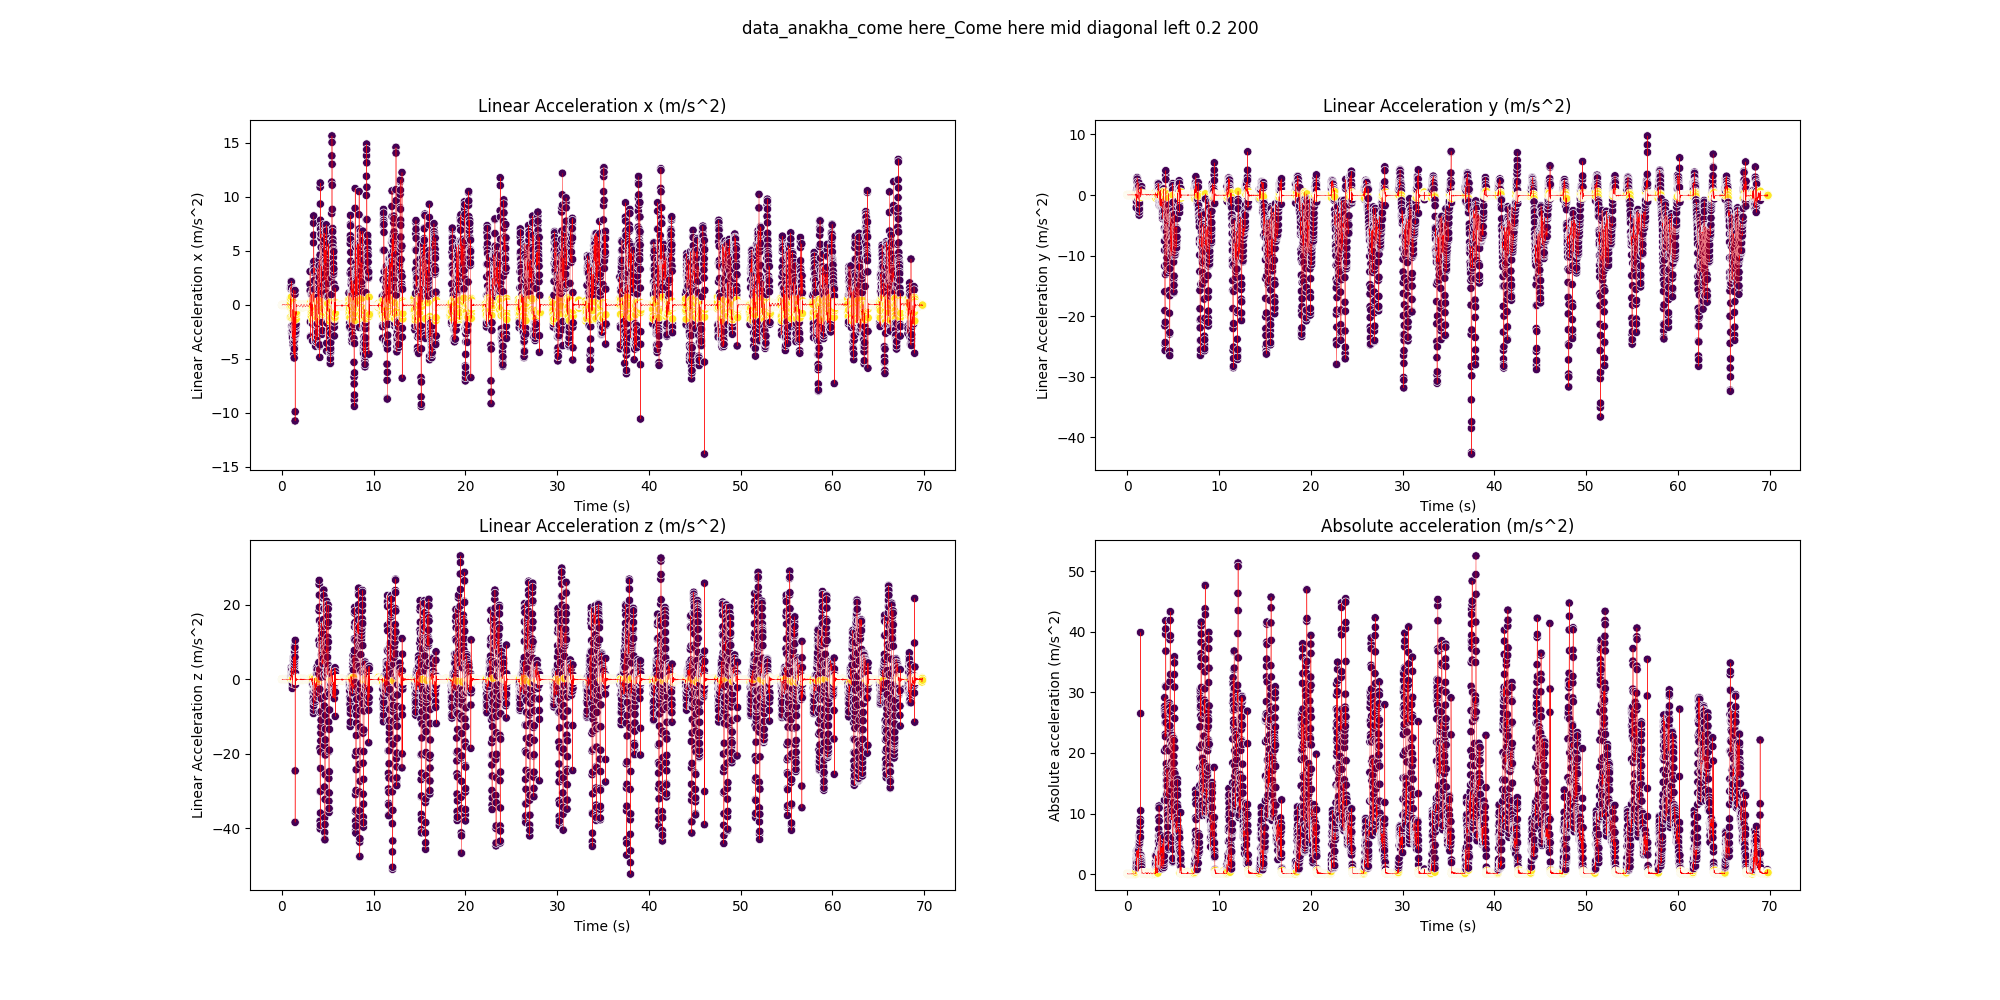 data_anakha_come here_Come here mid diagonal left 0.2 200
Linear Acceleration x (m/s^2)
Linear Acceleration x (m/s^2)
15
10
5
0
−5
−10
−15
0 10 20 30 40 50 60 70
Time (s)
Linear Acceleration y (m/s^2)
Linear Acceleration y (m/s^2)
10
0
−10
−20
−30
−40
0 10 20 30 40 50 60 70
Time (s)
Linear Acceleration z (m/s^2)
Linear Acceleration z (m/s^2)
20
0
−20
−40
0 10 20 30 40 50 60 70
Time (s)
Absolute acceleration (m/s^2)
Absolute acceleration (m/s^2)
50
40
30
20
10
0
0 10 20 30 40 50 60 70
Time (s)